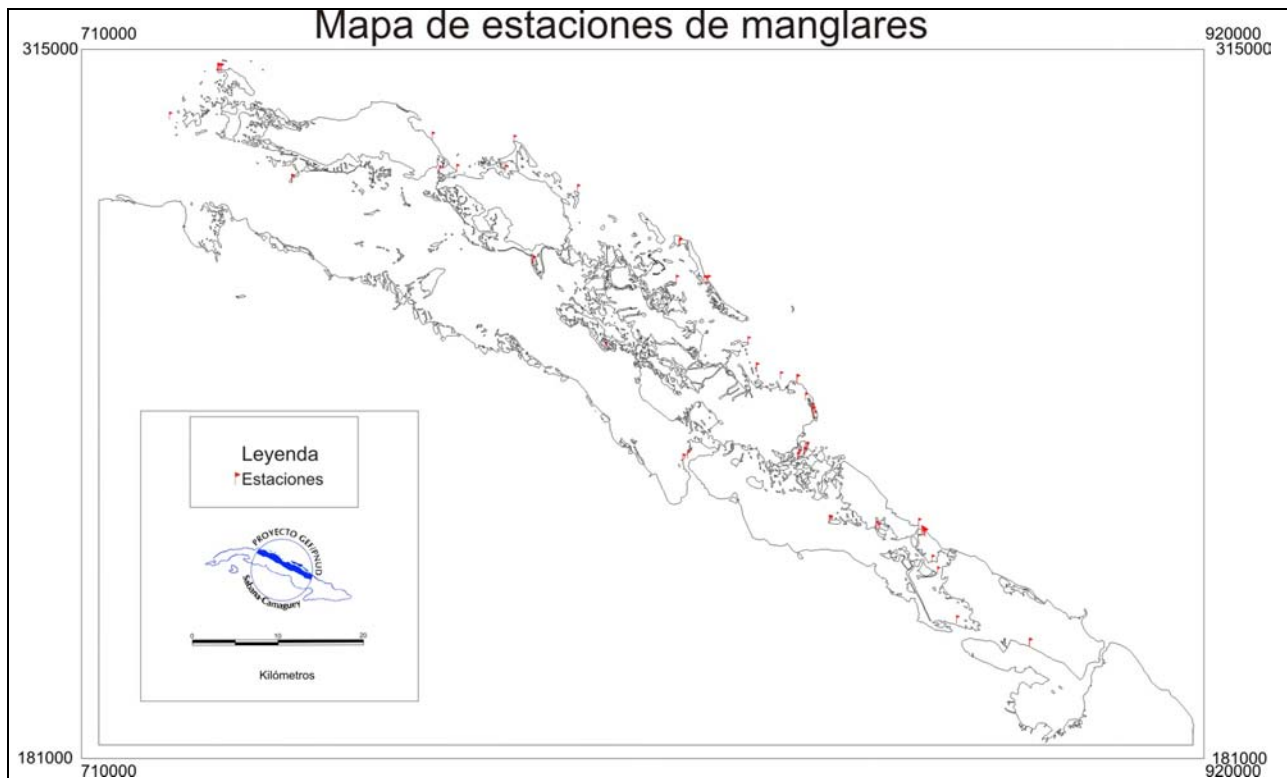 Mapa de estaciones de manglares
710000
920000
315000
315000
Leyenda
Estaciones
PROYECTO GEF/PNUD
Sabana-Camaguey
0 10 20
Kilómetros
181000
181000
710000
920000